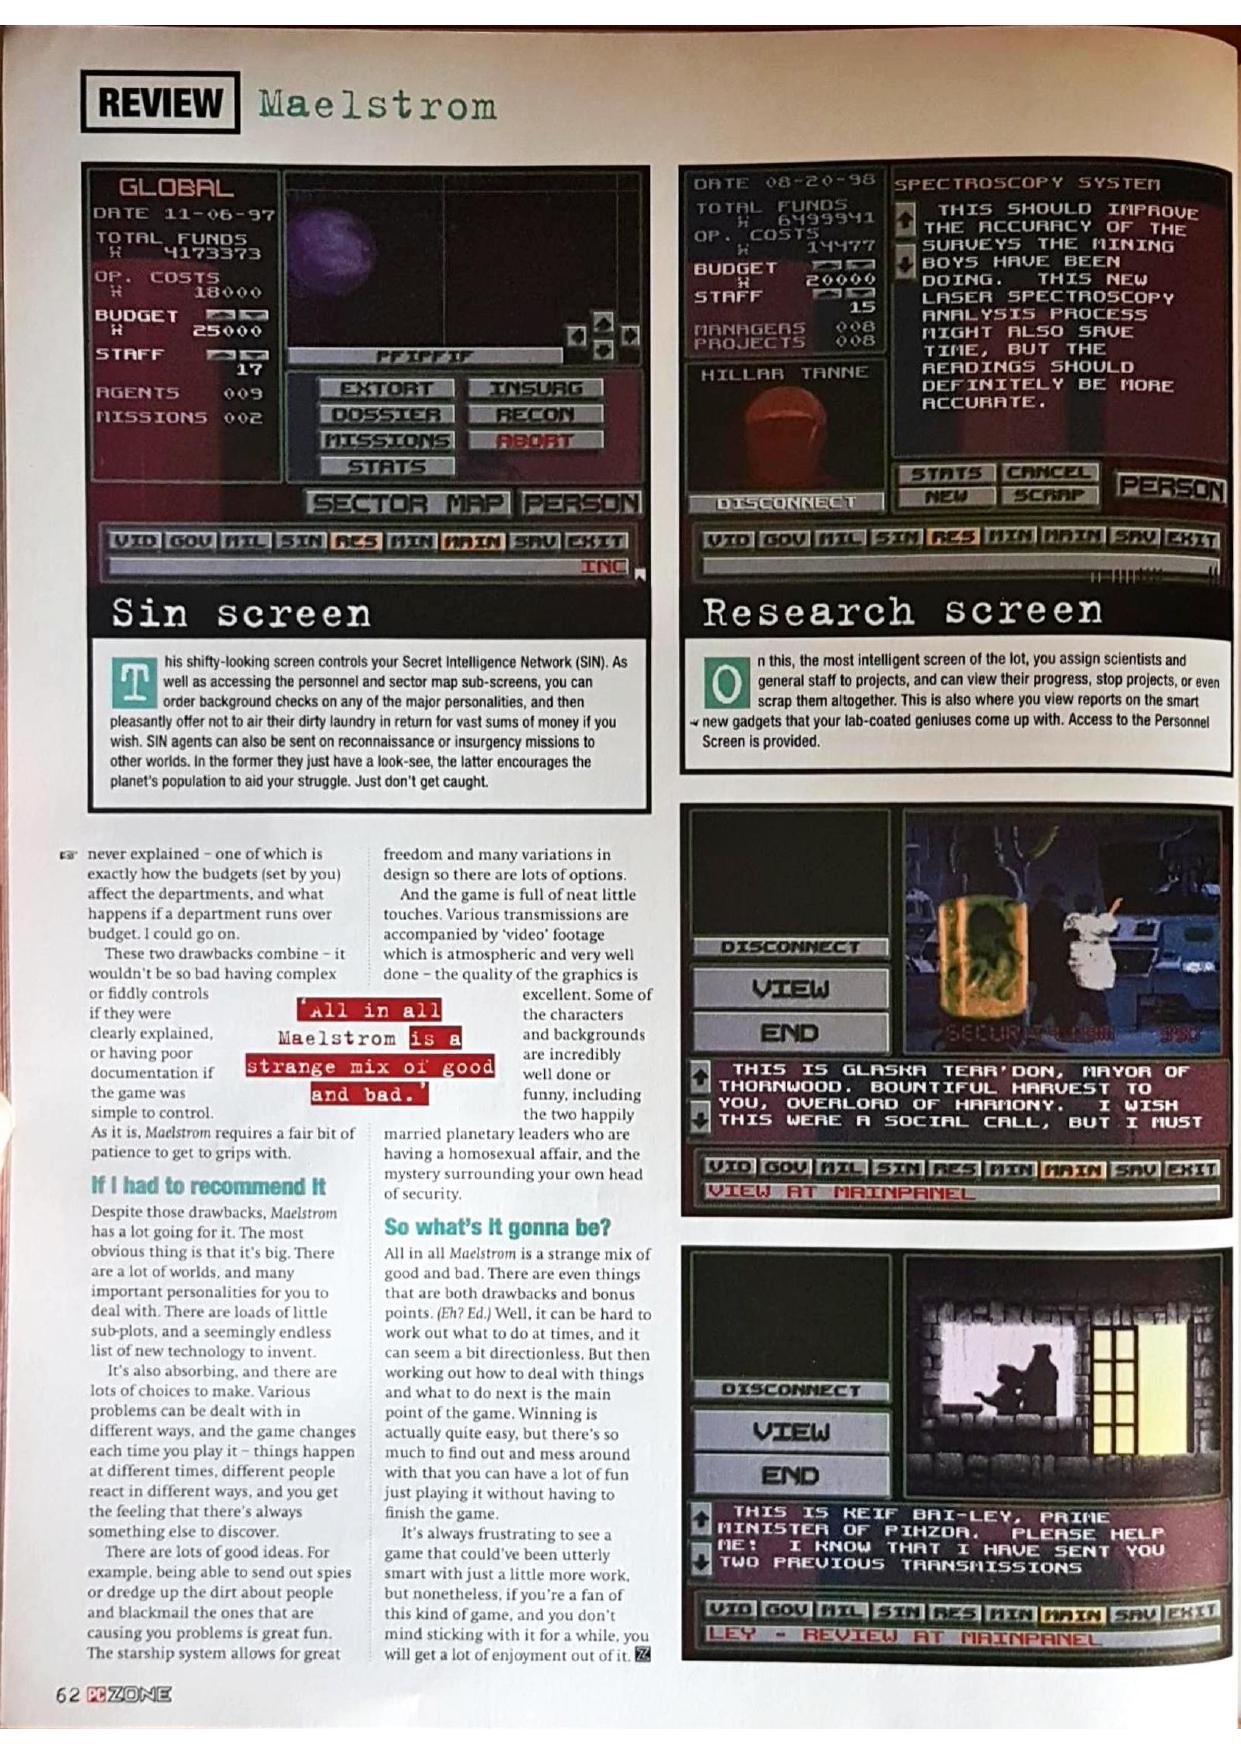 REVIEW Maelstrom
GLOBAL
DATE 11-06-97
TOTAL FUNDS
4173373
OP. COSTS
18000
BUDGET
25000
STAFF
17
AGENTS 009
MISSIONS 002
PFIPFIF
EXTORT INSURG
DOSSIER RECON
MISSIONS ABORT
STATS
SECTOR MAP PERSON
VID GOV MIL SIN RES MIN MAIN SAV EXIT
INC
Sin screen
This shifty-looking screen controls your Secret Intelligence Network (SIN). As
well as accessing the personnel and sector map sub-screens, you can
order background checks on any of the major personalities, and then
pleasantly offer not to air their dirty laundry in return for vast sums of money if you
wish. SIN agents can also be sent on reconnaissance or insurgency missions to
other worlds. In the former they just have a look-see, the latter encourages the
planet's population to aid your struggle. Just don't get caught.
DATE 08-20-98
TOTAL FUNDS
6499941
OP. COSTS
14477
BUDGET
20000
STAFF
15
MANAGERS 008
PROJECTS 008
HILLAR TANNE
DISCONNECT
SPECTROSCOPY SYSTEM
THIS SHOULD IMPROVE
THE ACCURACY OF THE
SURVEYS THE MINING
BOYS HAVE BEEN
DOING. THIS NEW
LASER SPECTROSCOPY
ANALYSIS PROCESS
MIGHT ALSO SAVE
TIME, BUT THE
READINGS SHOULD
DEFINITELY BE MORE
ACCURATE.
STATS CANCEL
NEW SCRAP
PERSON
VID GOV MIL SIN RES MIN MAIN SAV EXIT
Research screen
On this, the most intelligent screen of the lot, you assign scientists and
general staff to projects, and can view their progress, stop projects, or even
scrap them altogether. This is also where you view reports on the smart
new gadgets that your lab-coated geniuses come up with. Access to the Personnel
Screen is provided.
never explained – one of which is
exactly how the budgets (set by you)
affect the departments, and what
happens if a department runs over
budget. I could go on.
These two drawbacks combine – it
wouldn't be so bad having complex
or fiddly controls
if they were
clearly explained,
or having poor
documentation if
the game was
simple to control.
As it is, Maelstrom requires a fair bit of
patience to get to grips with.
If I had to recommend it
Despite those drawbacks, Maelstrom
has a lot going for it. The most
obvious thing is that it's big. There
are a lot of worlds, and many
important personalities for you to
deal with. There are loads of little
sub-plots, and a seemingly endless
list of new technology to invent.
It's also absorbing, and there are
lots of choices to make. Various
problems can be dealt with in
different ways, and the game changes
each time you play it – things happen
at different times, different people
react in different ways, and you get
the feeling that there's always
something else to discover.
There are lots of good ideas. For
example, being able to send out spies
or dredge up the dirt about people
and blackmail the ones that are
causing you problems is great fun.
The starship system allows for great
'All in all
Maelstrom is a
strange mix of good
and bad.'
freedom and many variations in
design so there are lots of options.
And the game is full of neat little
touches. Various transmissions are
accompanied by 'video' footage
which is atmospheric and very well
done – the quality of the graphics is
excellent. Some of
the characters
and backgrounds
are incredibly
well done or
funny, including
the two happily
married planetary leaders who are
having a homosexual affair, and the
mystery surrounding your own head
of security.
So what's it gonna be?
All in all Maelstrom is a strange mix of
good and bad. There are even things
that are both drawbacks and bonus
points. (Eh? Ed.) Well, it can be hard to
work out what to do at times, and it
can seem a bit directionless. But then
working out how to deal with things
and what to do next is the main
point of the game. Winning is
actually quite easy, but there's so
much to find out and mess around
with that you can have a lot of fun
just playing it without having to
finish the game.
It's always frustrating to see a
game that could've been utterly
smart with just a little more work,
but nonetheless, if you're a fan of
this kind of game, and you don't
mind sticking with it for a while, you
will get a lot of enjoyment out of it. Z
DISCONNECT
VIEW
END
THIS IS GLASKA TERR'DON, MAYOR OF
THORNWOOD. BOUNTIFUL HARVEST TO
YOU, OVERLORD OF HARMONY. I WISH
THIS WERE A SOCIAL CALL, BUT I MUST
VID GOV MIL SIN RES MIN MAIN SAV EXIT
VIEW AT MAINPANEL
DISCONNECT
VIEW
END
THIS IS KEIF BAI-LEY, PRIME
MINISTER OF PIHZDA. PLEASE HELP
ME! I KNOW THAT I HAVE SENT YOU
TWO PREVIOUS TRANSMISSIONS
VID GOV MIL SIN RES MIN MAIN SAV EXIT
LEY - REVIEW AT MAINPANEL
62 PC ZONE